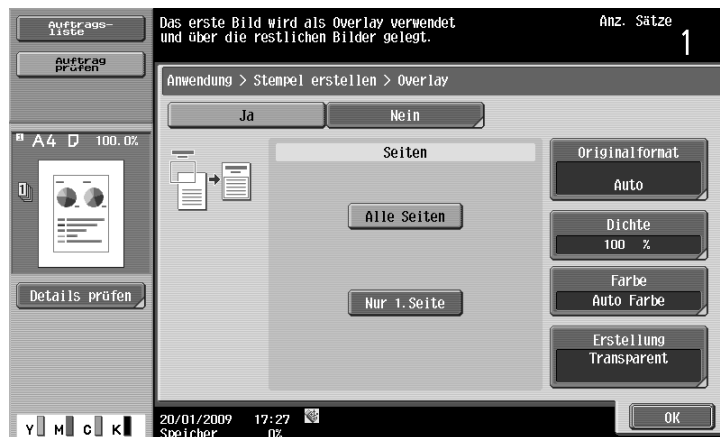 Auftrags-
liste
Auftrag
prüfen
Das erste Bild wird als Overlay verwendet
und über die restlichen Bilder gelegt.
Anz. Sätze
1
Anwendung > Stempel erstellen > Overlay
Ja
Nein
A4 100.0%
1
Details prüfen
Seiten
Alle Seiten
Nur 1.Seite
Originalformat
Auto
Dichte
100 %
Farbe
Auto Farbe
Erstellung
Transparent
Y M C K
20/01/2009 17:27
Speicher 0%
OK